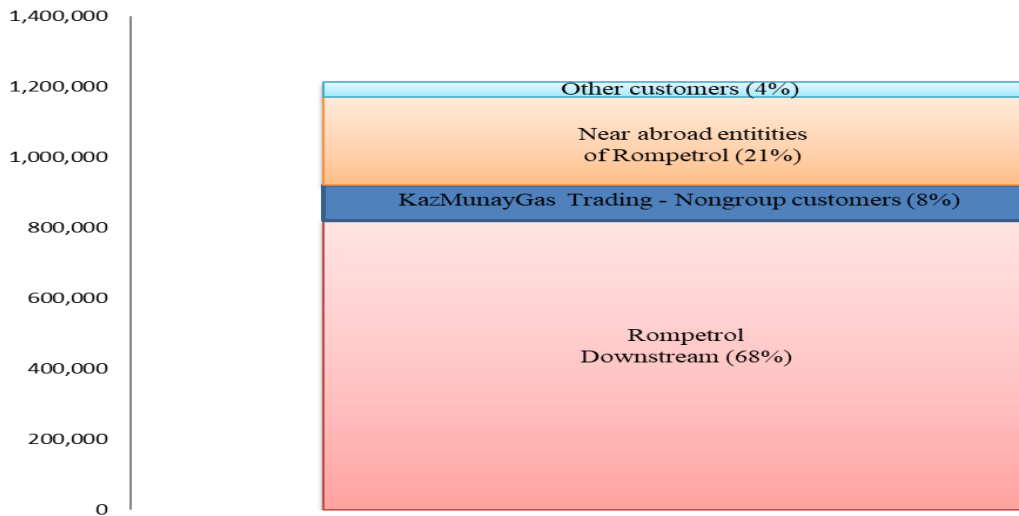 1,400,000
1,200,000
1,000,000
800,000
600,000
400,000
200,000
0
Other customers (4%)
Near abroad entitities
of Rompetrol (21%)
KazMunayGas Trading - Nongroup customers (8%)
Rompetrol
Downstream (68%)